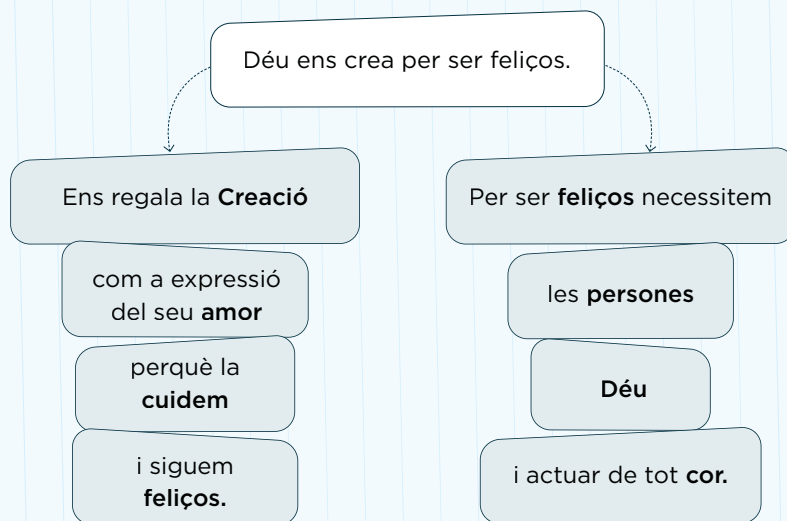 Déu ens crea per ser feliços.
Ens regala la Creació
com a expressió
del seu amor
perquè la
cuidem
i siguem
feliços.
Per ser feliços necessitem
les persones
Déu
i actuar de tot cor.